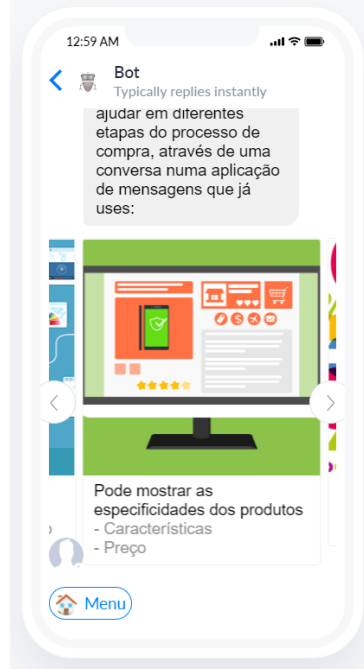 12:59 AM
Bot
Typically replies instantly
ajudar em diferentes
etapas do processo de
compra, através de uma
conversa numa aplicação
de mensagens que já
uses:
Pode mostrar as
especificidades dos produtos
- Características
- Preço
Menu